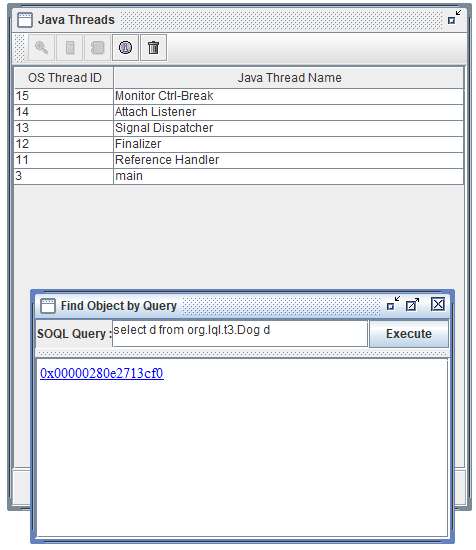 Java Threads
OS Thread ID Java Thread Name
15 Monitor Ctrl-Break
14 Attach Listener
13 Signal Dispatcher
12 Finalizer
11 Reference Handler
3 main
Find Object by Query
SOQL Query : select d from org.lql.t3.Dog d Execute
0x00000280e2713cf0